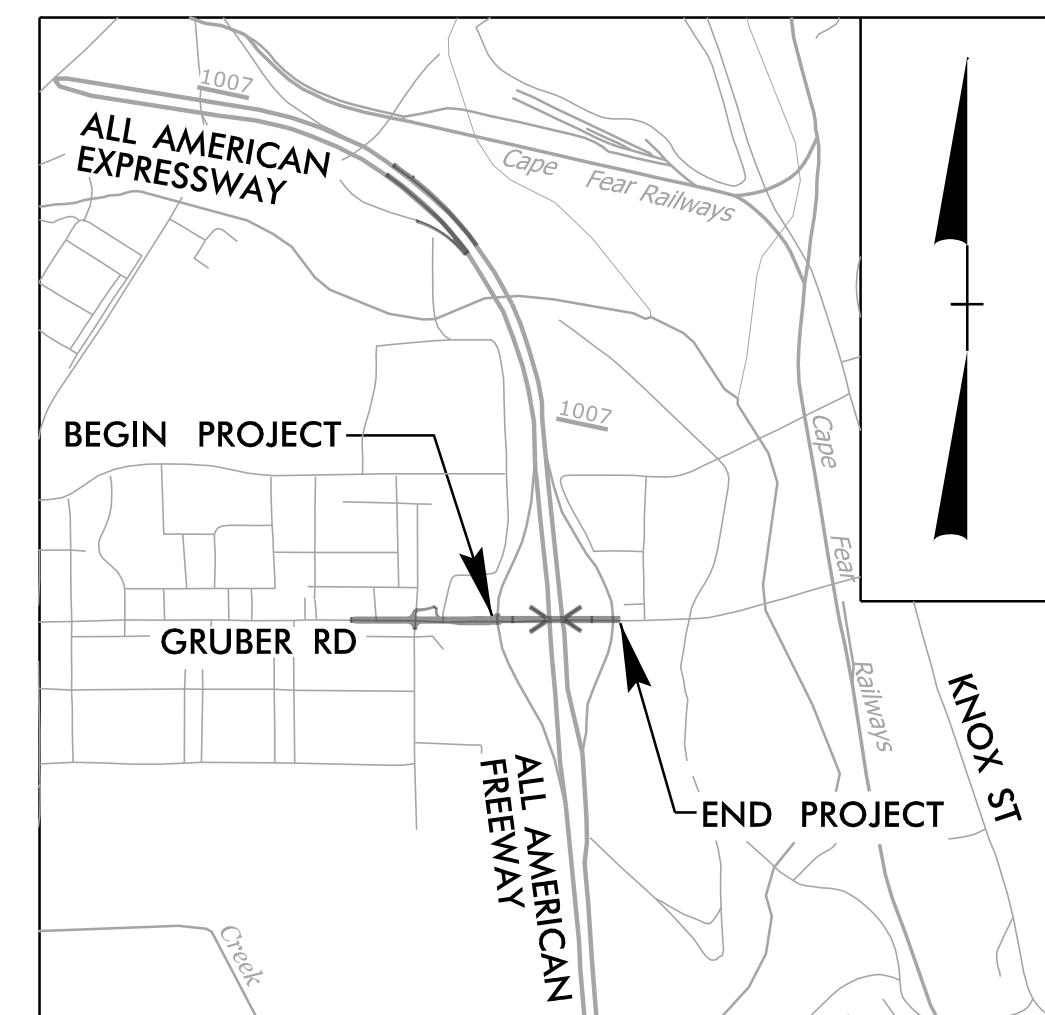 1007
ALL AMERICAN
EXPRESSWAY
Cape Fear Railways
1007
BEGIN PROJECT
Cape Fear Railways
GRUBER RD
KNOX ST
ALL AMERICAN
FREEWAY
END PROJECT
Creek